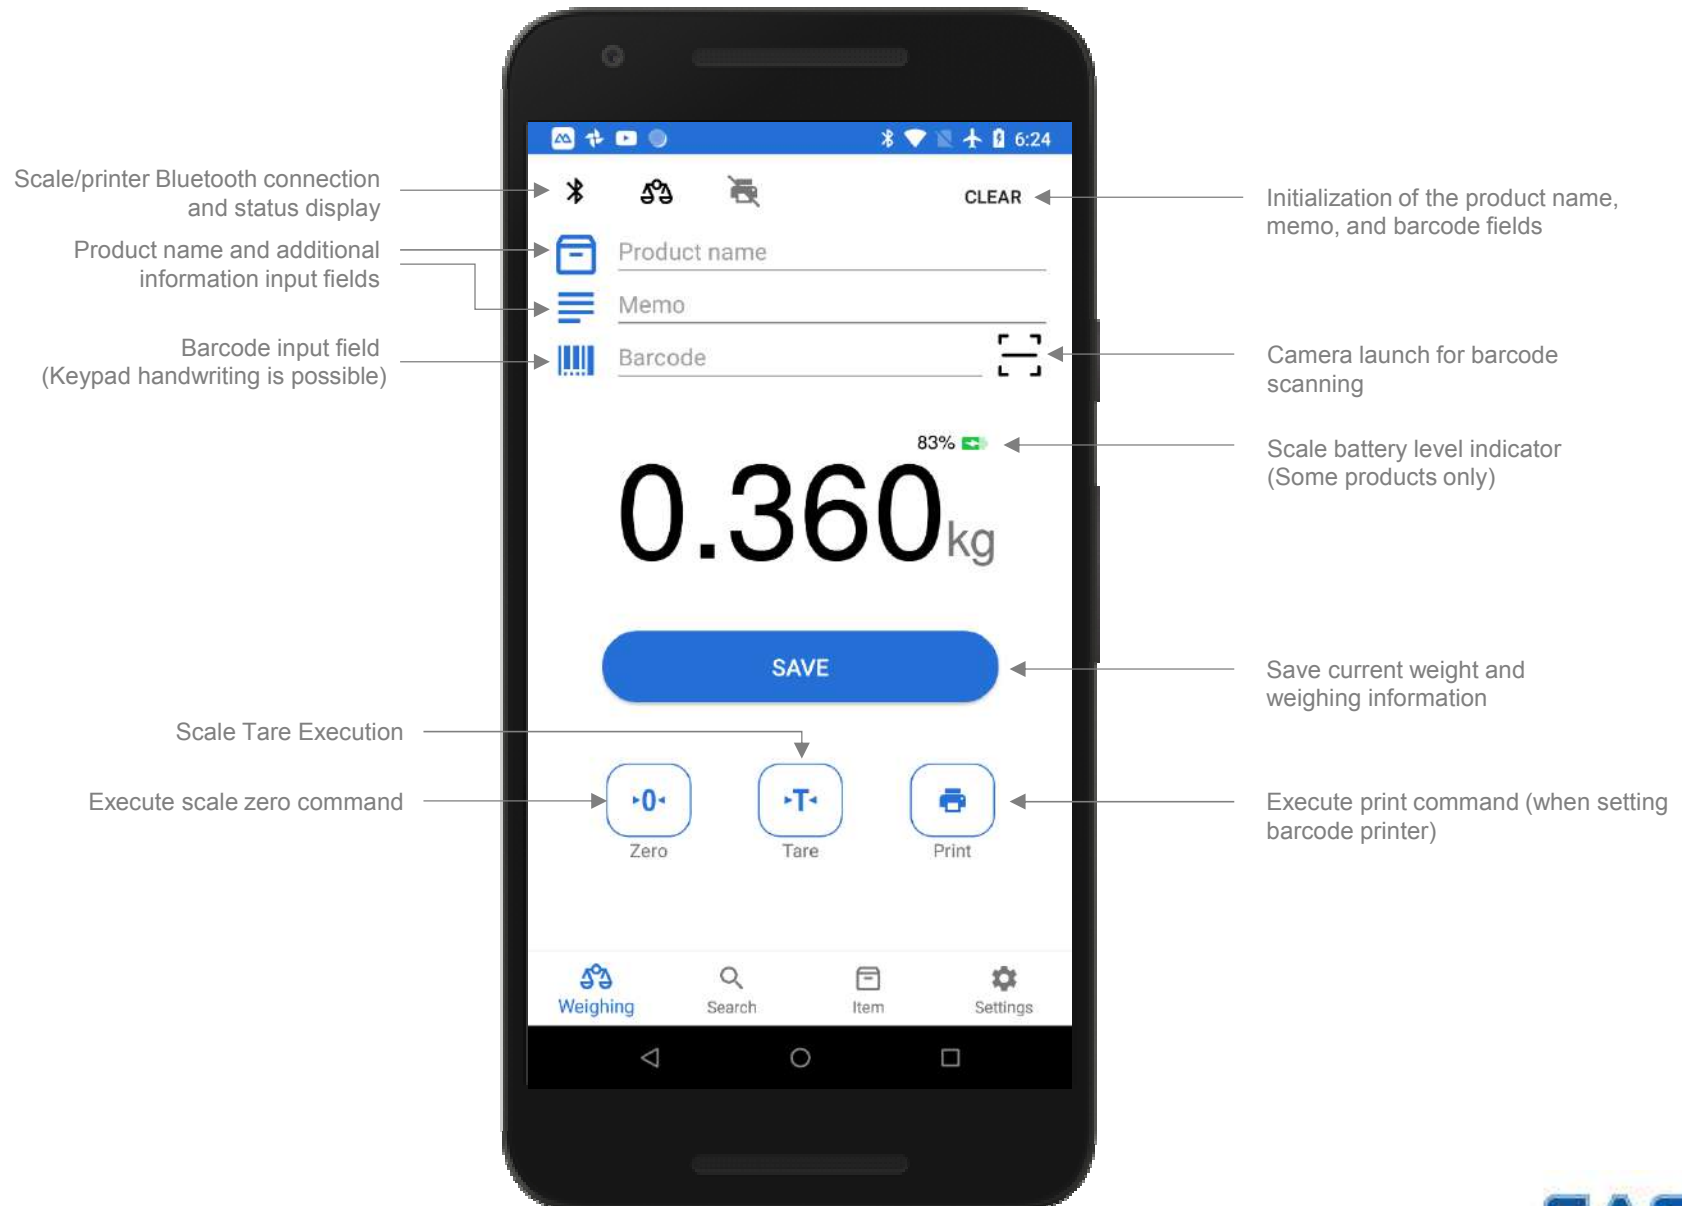 6:24
Scale/printer Bluetooth connection
and status display
CLEAR
Initialization of the product name,
memo, and barcode fields
Product name and additional
information input fields
Product name
Memo
Barcode input field
(Keypad handwriting is possible)
Barcode
Camera launch for barcode
scanning
83%
Scale battery level indicator
(Some products only)
0.360 kg
SAVE
Save current weight and
weighing information
Scale Tare Execution
Execute scale zero command
0
T
Execute print command (when setting
barcode printer)
Zero
Tare
Print
Weighing
Search
Item
Settings